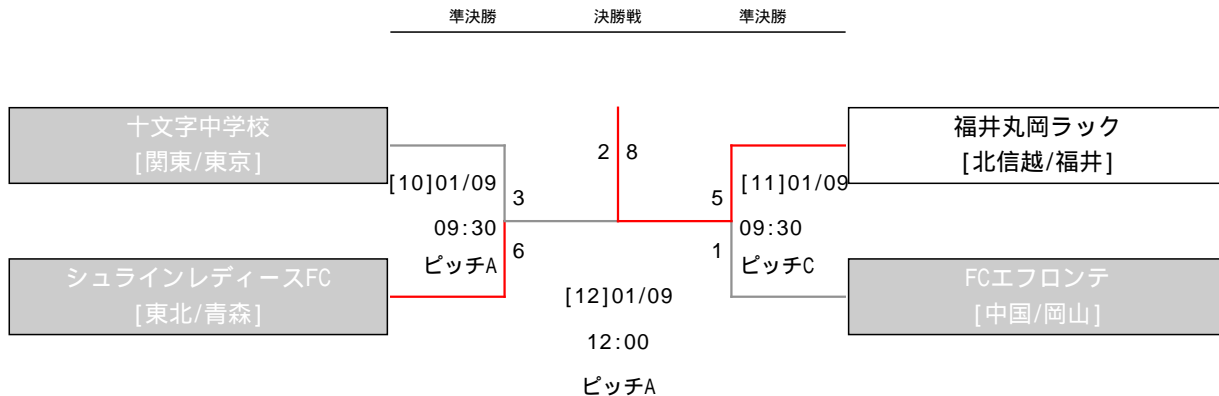 準決勝 決勝戦 準決勝
十文字中学校
[関東/東京]
福井丸岡ラック
[北信越/福井]
2 8
[10]01/09
3
5
[11]01/09
09:30
6
ピッチA
09:30
1
ピッチC
シュラインレディースFC
[東北/青森]
FCエフロンテ
[中国/岡山]
[12]01/09
12:00
ピッチA